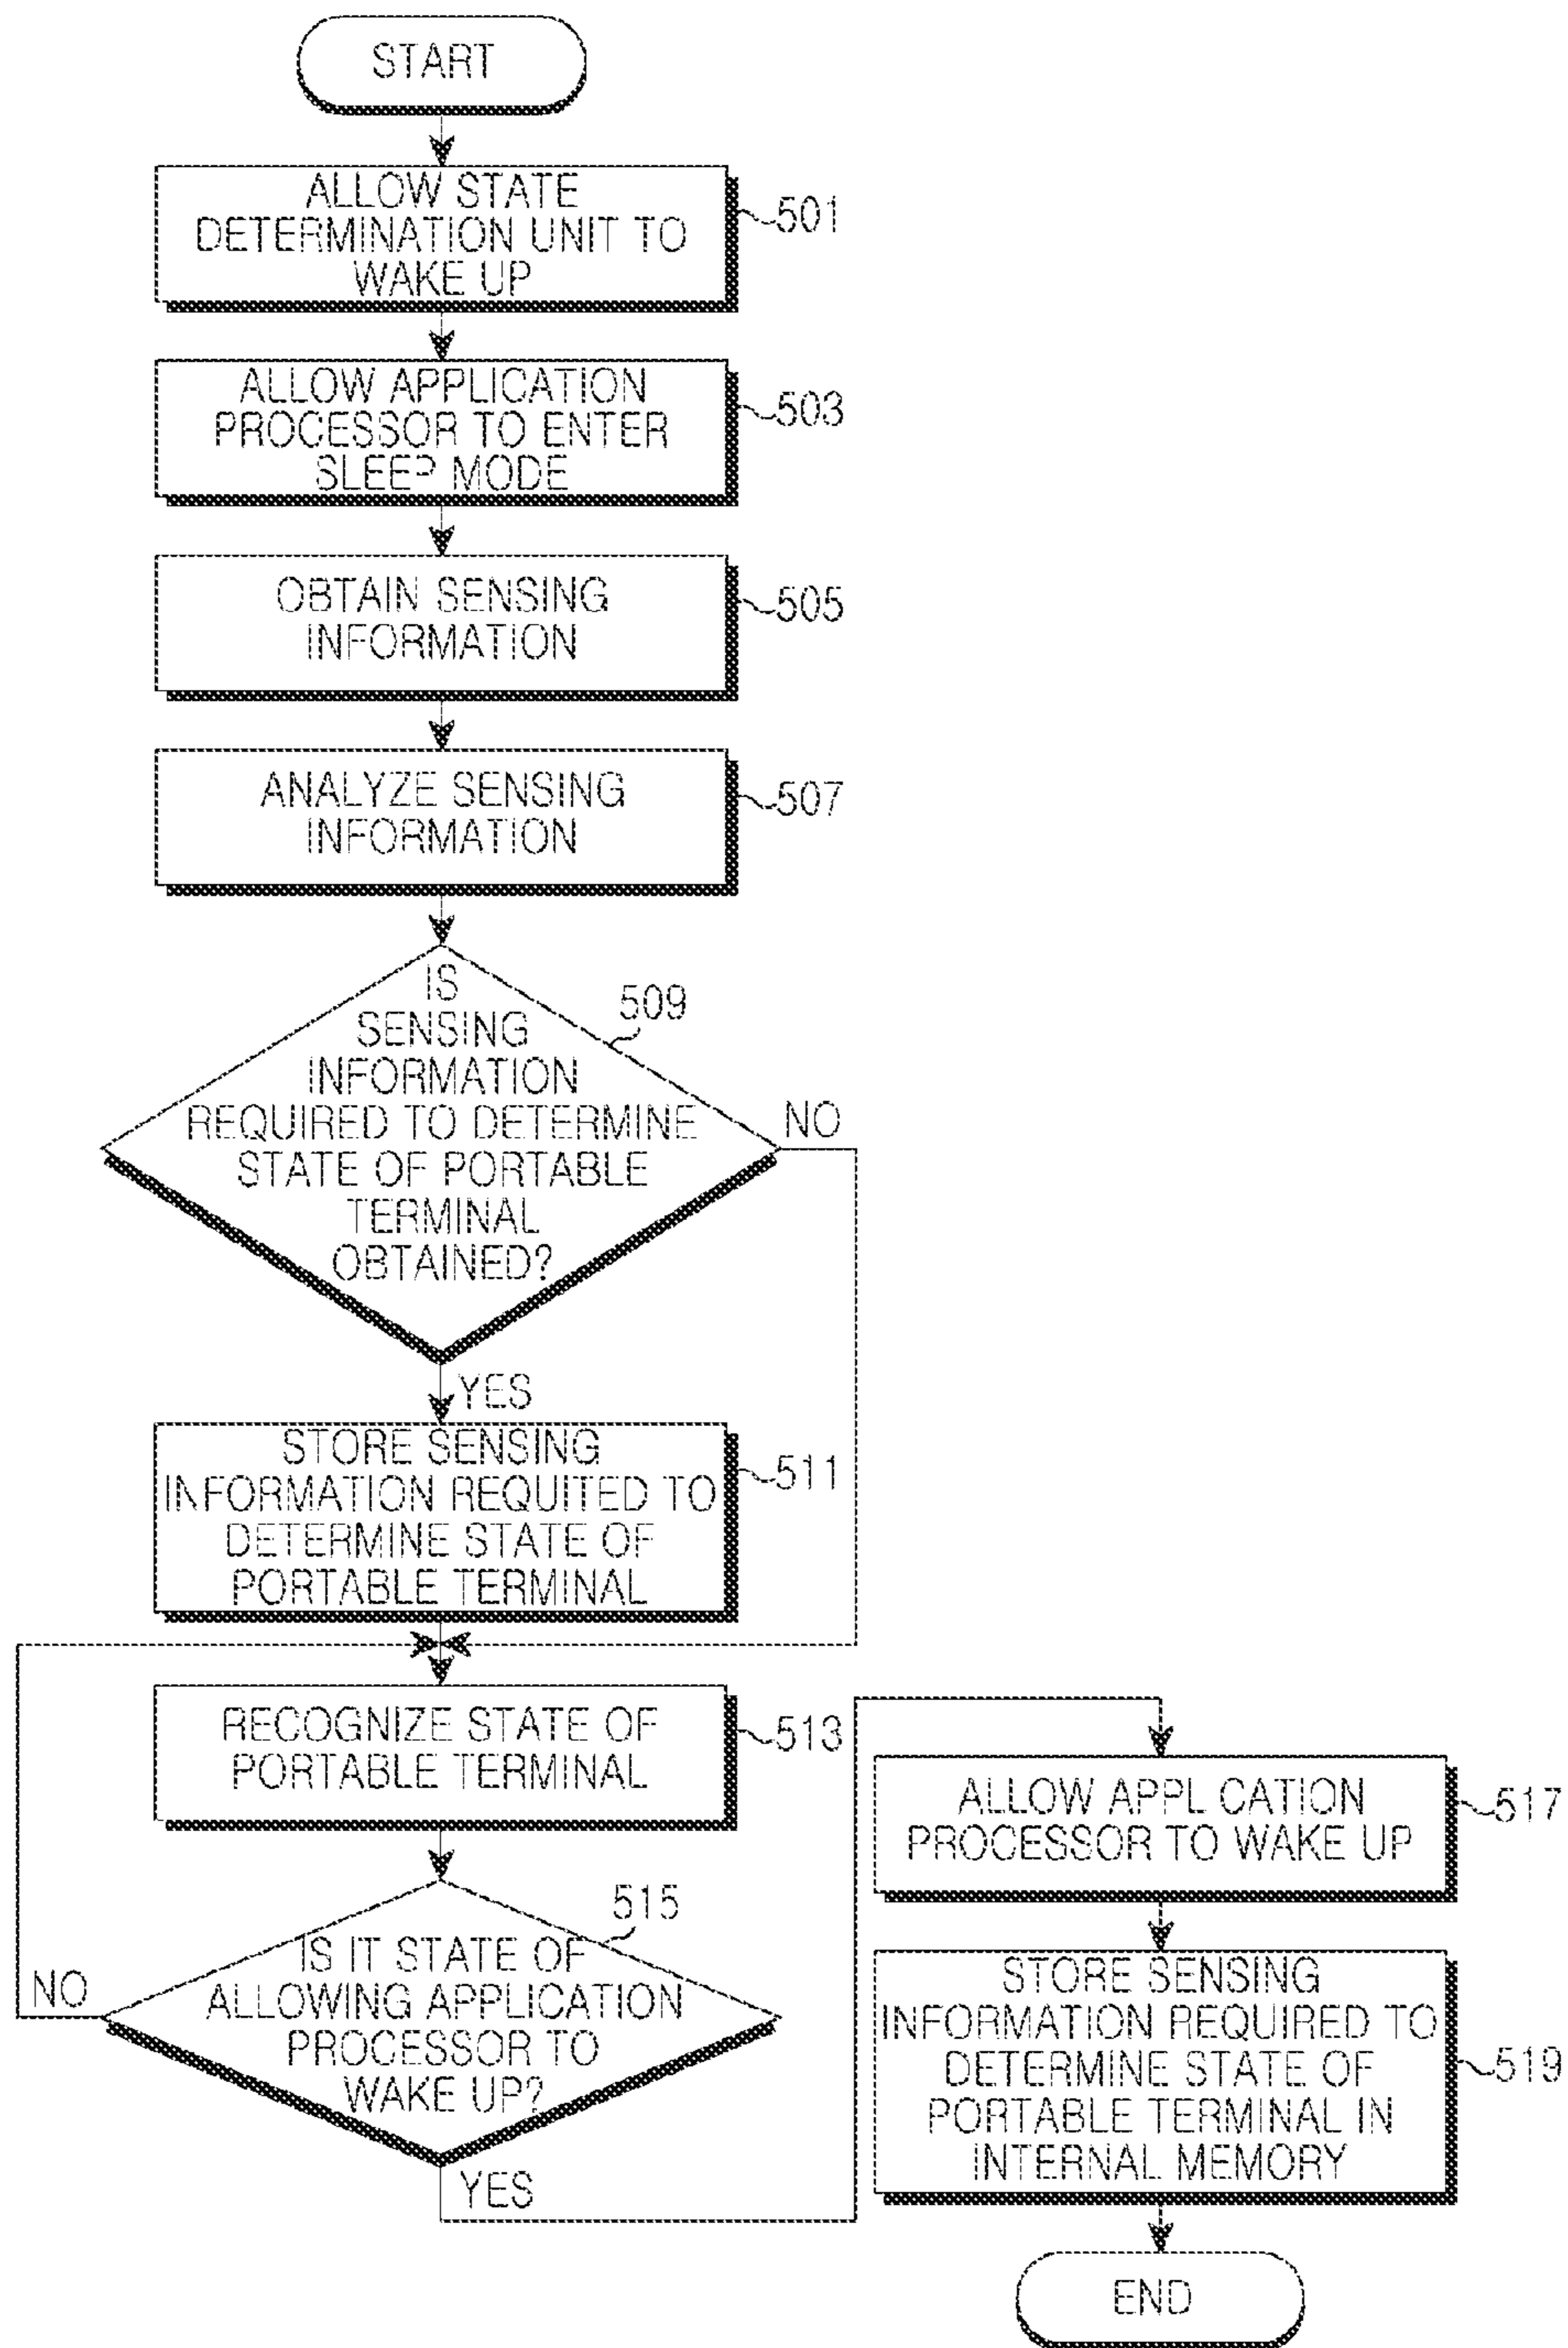 START
ALLOW STATE
DETERMINATION UNIT TO
WAKE UP
501
ALLOW APPLICATION
PROCESSOR TO ENTER
SLEEP MODE
503
OBTAIN SENSING
INFORMATION
505
ANALYZE SENSING
INFORMATION
507
IS
SENSING
INFORMATION
REQUIRED TO DETERMINE
STATE OF PORTABLE
TERMINAL
OBTAINED?
509
NO
YES
STORE SENSING
INFORMATION REQUITED TO
DETERMINE STATE OF
PORTABLE TERMINAL
511
RECOGNIZE STATE OF
PORTABLE TERMINAL
513
IS IT STATE OF
ALLOWING APPLICATION
PROCESSOR TO
WAKE UP?
515
NO
YES
ALLOW APPL CATION
PROCESSOR TO WAKE UP
517
STORE SENSING
INFORMATION REQUIRED TO
DETERMINE STATE OF
PORTABLE TERMINAL IN
INTERNAL MEMORY
519
END